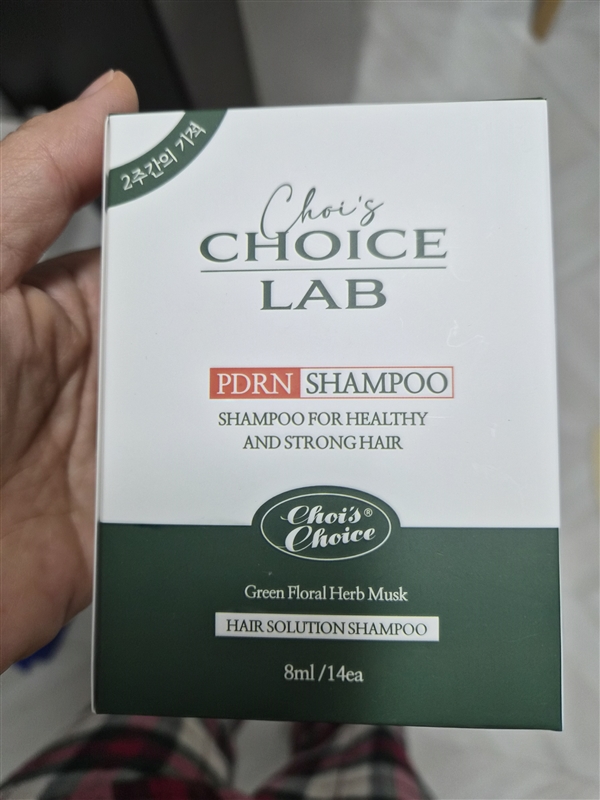 2주간의 기적
Choi's
CHOICE
LAB
PDRN SHAMPOO
SHAMPOO FOR HEALTHY
AND STRONG HAIR
Choi's®
Choice
Green Floral Herb Musk
HAIR SOLUTION SHAMPOO
8ml/14ea